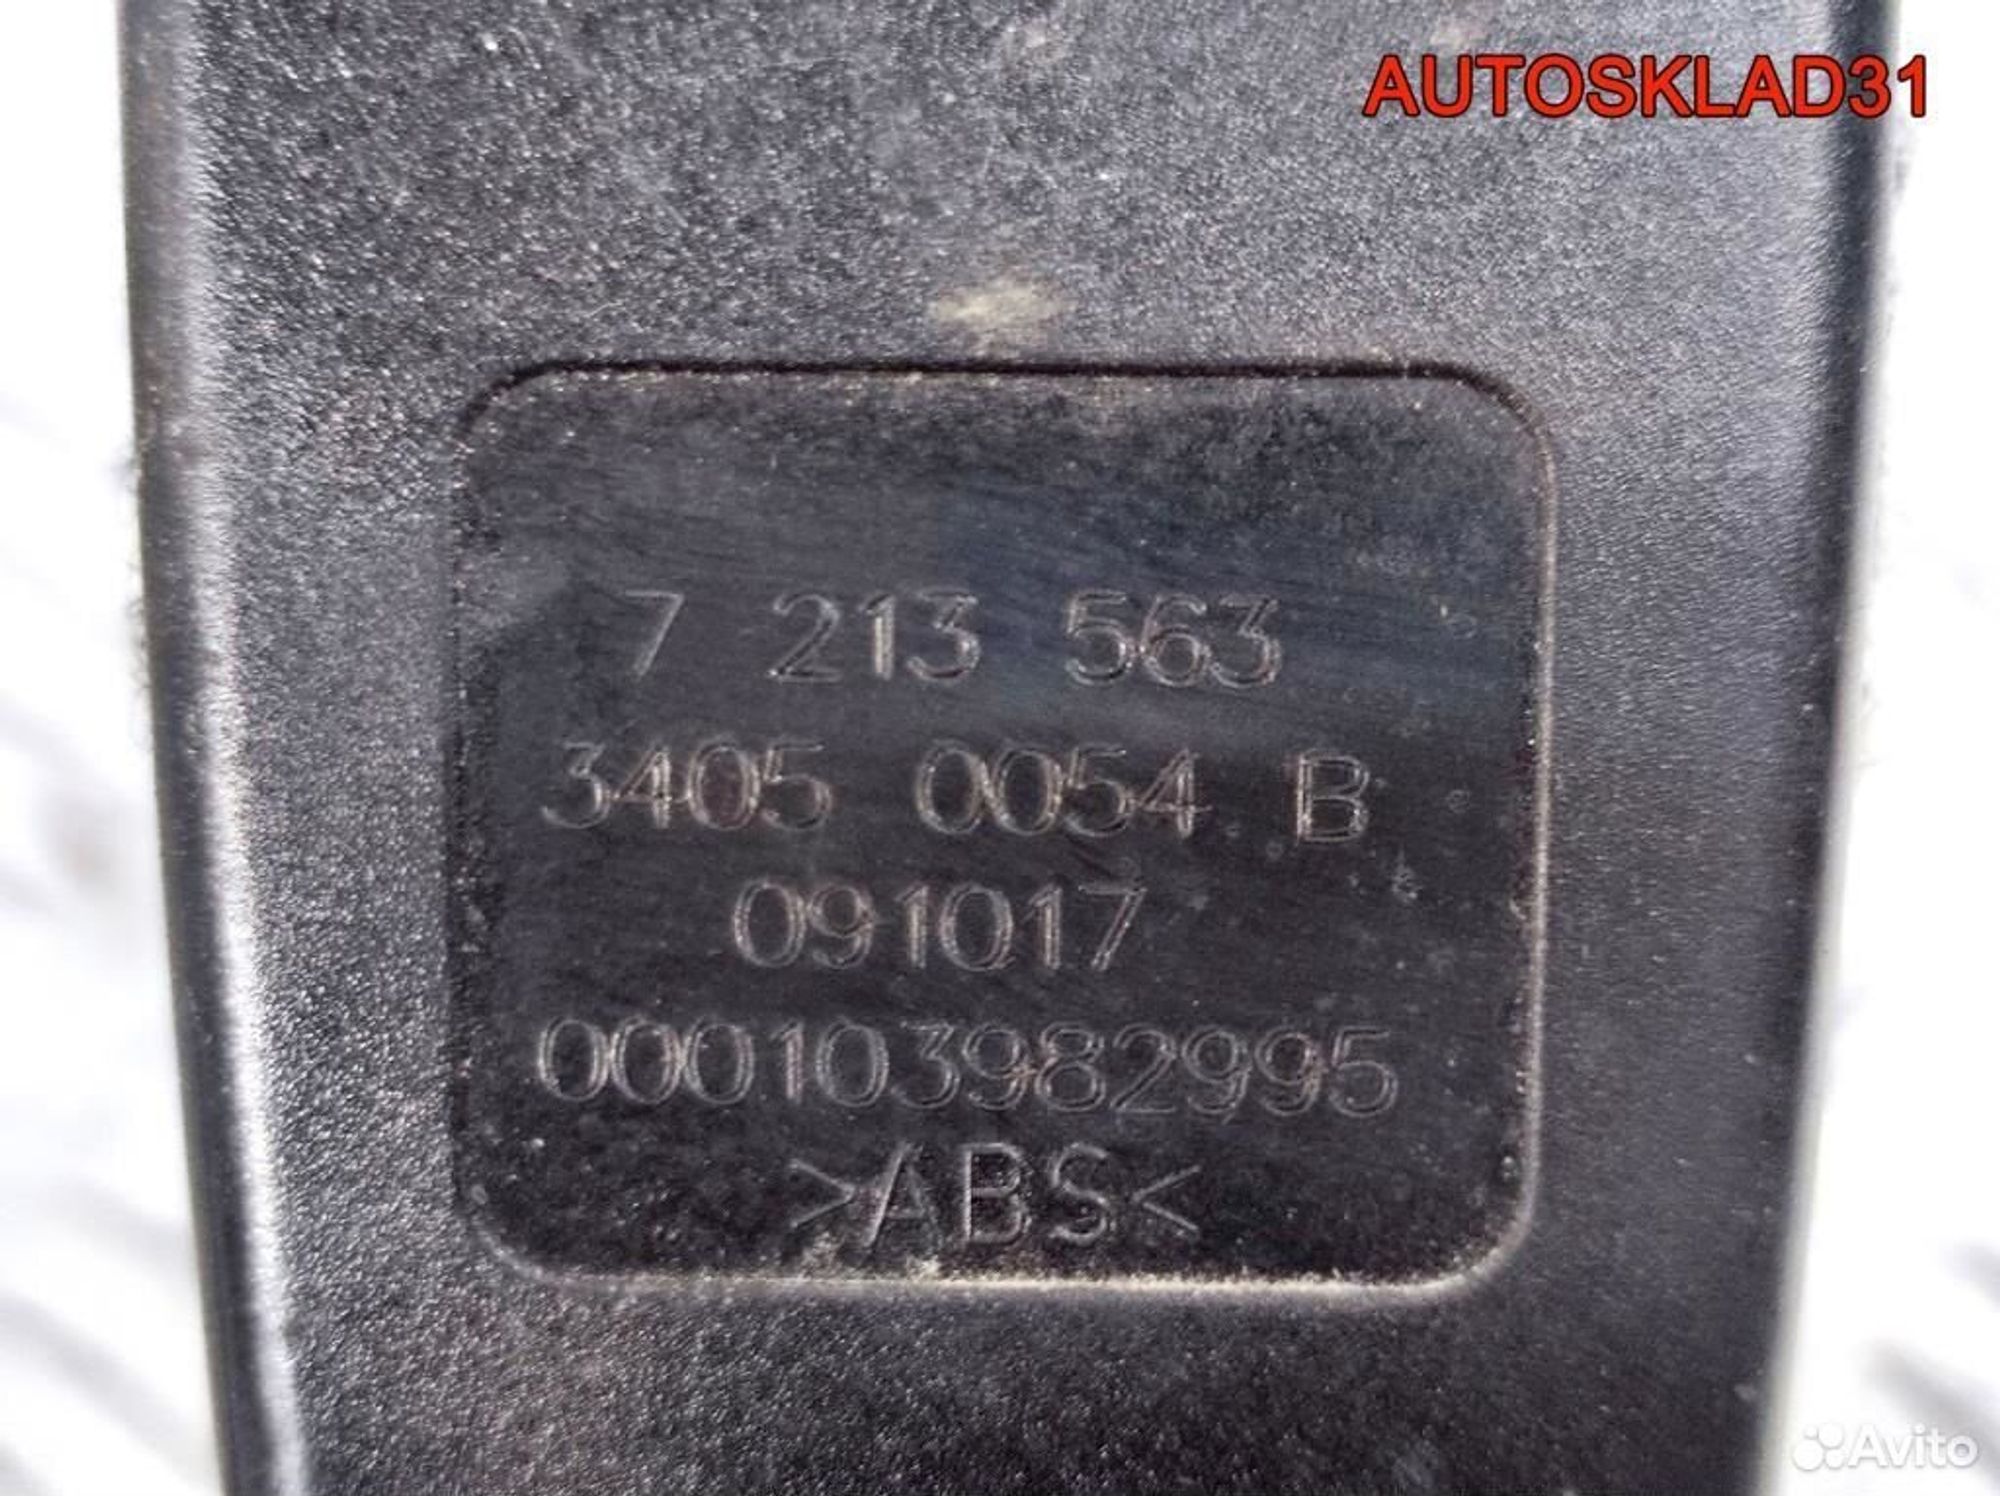 AUTOSKLAD31
7 213 563
3405 0054 B
091017
000103982995
>ABS<
Avito